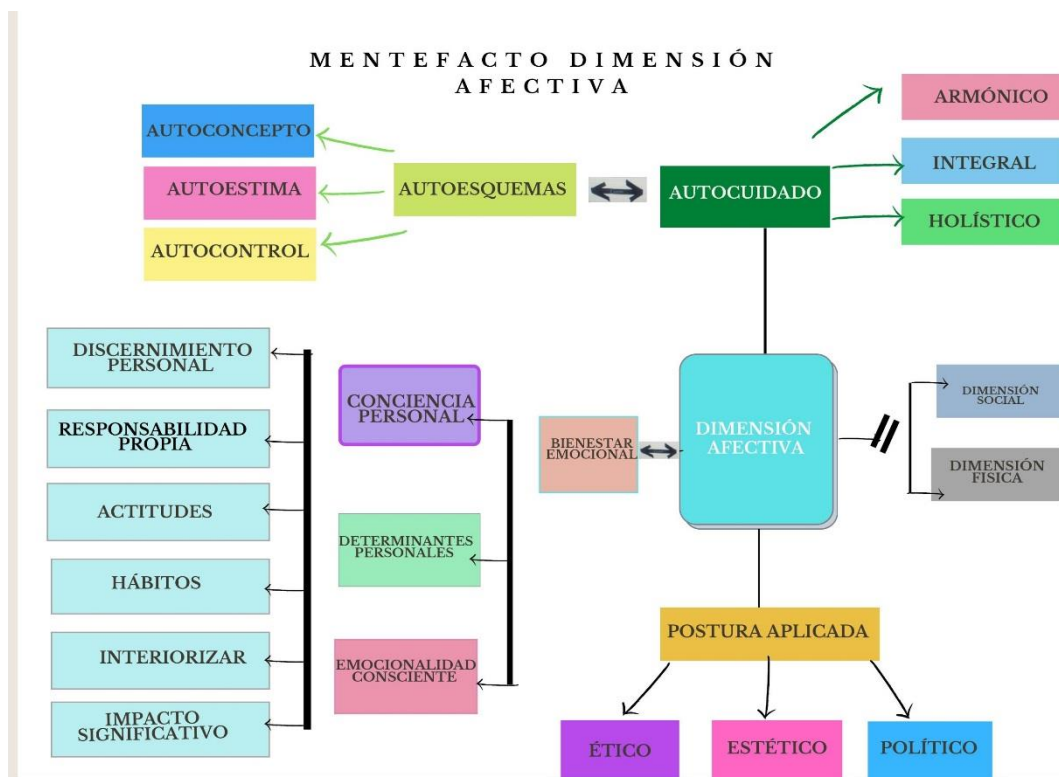 MENTEFACTO DIMENSIÓN
AFECTIVA
AUTOCONCEPTO
AUTOESTIMA
AUTOCONTROL
AUTOESQUEMAS
AUTOCUIDADO
ARMÓNICO
INTEGRAL
HOLÍSTICO
DISCERNIMIENTO
PERSONAL
RESPONSABILIDAD
PROPIA
ACTITUDES
HÁBITOS
INTERIORIZAR
IMPACTO
SIGNIFICATIVO
CONCIENCIA
PERSONAL
DETERMINANTES
PERSONALES
EMOCIONALIDAD
CONSCIENTE
BIENESTAR
EMOCIONAL
DIMENSIÓN
AFECTIVA
DIMENSIÓN
SOCIAL
DIMENSIÓN
FISICA
POSTURA APLICADA
ÉTICO
ESTÉTICO
POLÍTICO